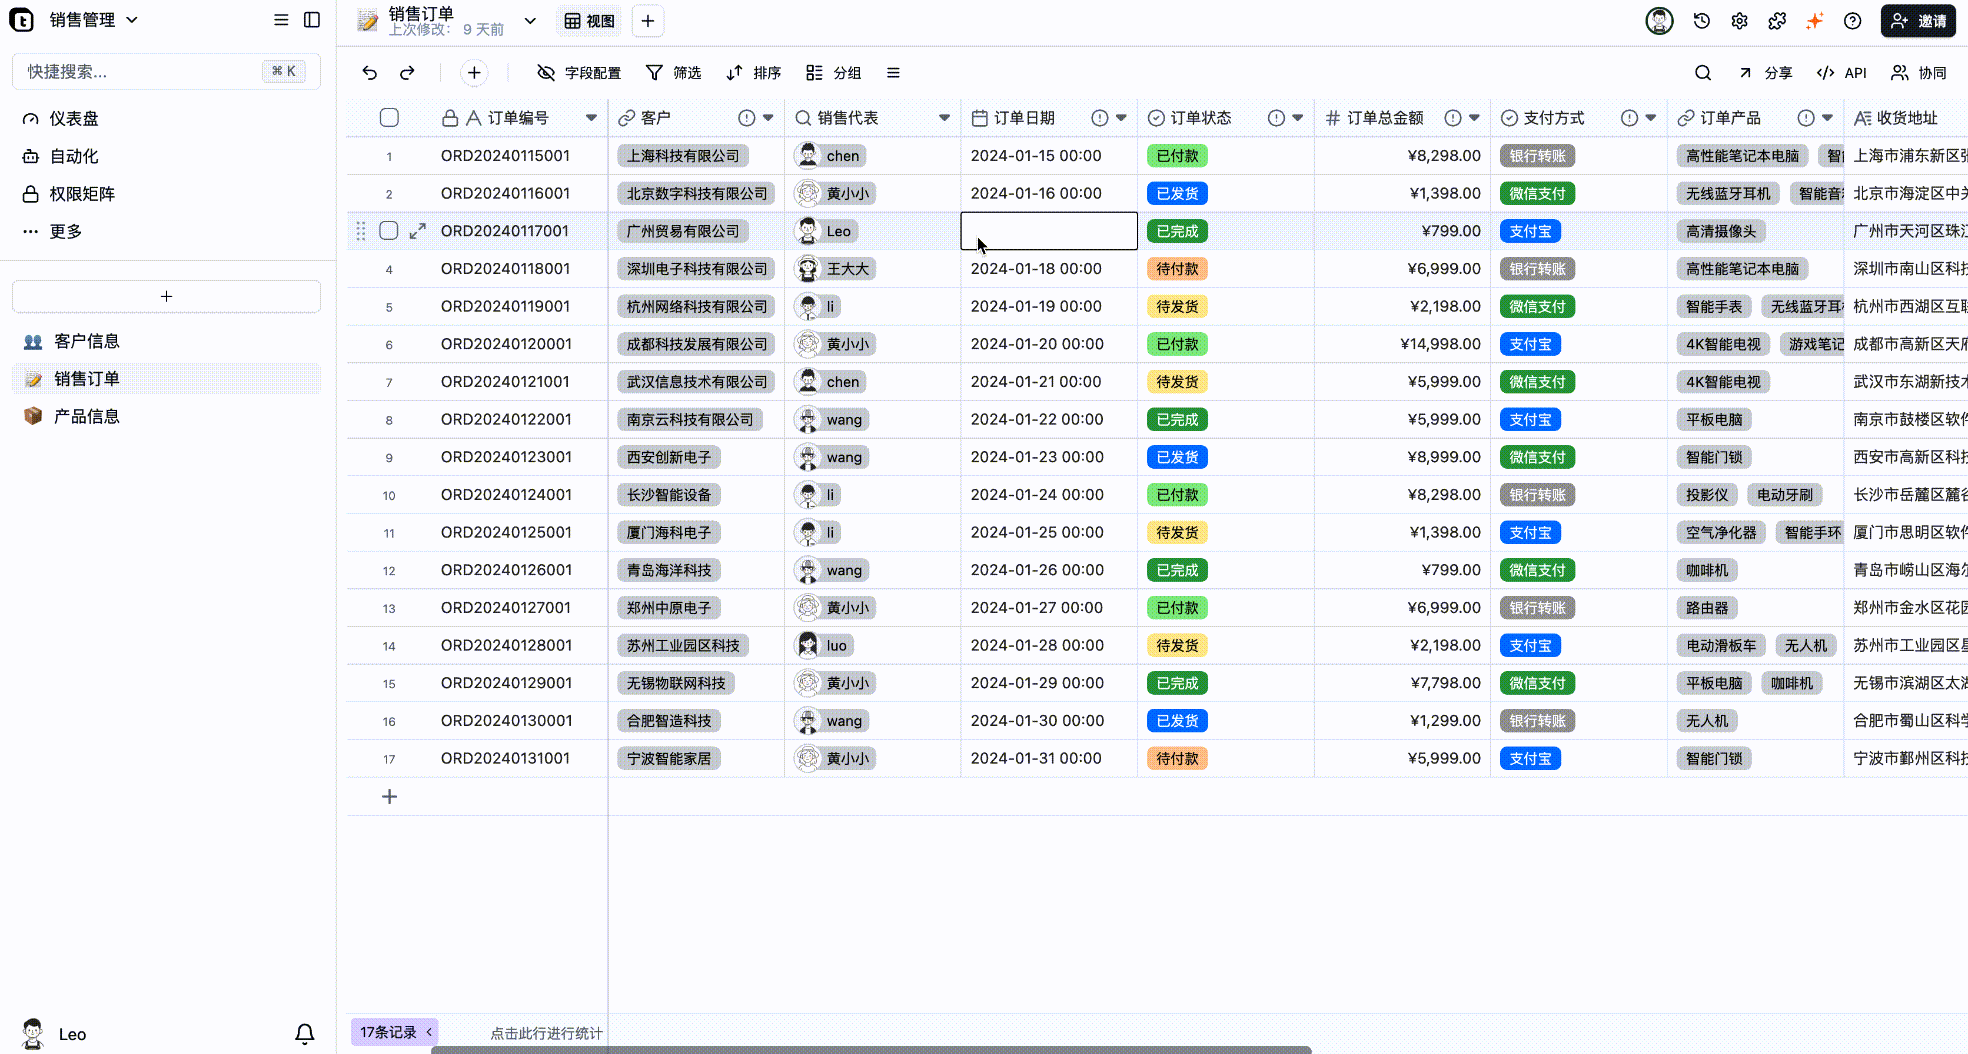 销售管理
快捷搜索...
⌘ K
仪表盘
自动化
权限矩阵
更多
客户信息
销售订单
产品信息
Leo
销售订单
上次修改： 9 天前
视图
邀请
字段配置 筛选 排序 分组
分享 API 协同
订单编号 客户 销售代表 订单日期 订单状态 订单总金额 支付方式 订单产品 收货地址
1 ORD20240115001 上海科技有限公司 chen 2024-01-15 00:00 已付款 ¥8,298.00 银行转账 高性能笔记本电脑 智 上海市浦东新区
2 ORD20240116001 北京数字科技有限公司 黄小小 2024-01-16 00:00 已发货 ¥1,398.00 微信支付 无线蓝牙耳机 智能音 北京市海淀区中关
ORD20240117001 广州贸易有限公司 Leo 已完成 ¥799.00 支付宝 高清摄像头 广州市天河区珠江
4 ORD20240118001 深圳电子科技有限公司 王大大 2024-01-18 00:00 待付款 ¥6,999.00 银行转账 高性能笔记本电脑 深圳市南山区科技
5 ORD20240119001 杭州网络科技有限公司 li 2024-01-19 00:00 待发货 ¥2,198.00 微信支付 智能手表 无线蓝牙耳 杭州市西湖区互联
6 ORD20240120001 成都科技发展有限公司 黄小小 2024-01-20 00:00 已付款 ¥14,998.00 支付宝 4K智能电视 游戏笔记 成都市高新区天府
7 ORD20240121001 武汉信息技术有限公司 chen 2024-01-21 00:00 待发货 ¥5,999.00 微信支付 4K智能电视 武汉市东湖新技术
8 ORD20240122001 南京云科技有限公司 wang 2024-01-22 00:00 已完成 ¥5,999.00 支付宝 平板电脑 南京市鼓楼区软件
9 ORD20240123001 西安创新电子 wang 2024-01-23 00:00 已发货 ¥8,999.00 微信支付 智能门锁 西安市高新区科技
10 ORD20240124001 长沙智能设备 li 2024-01-24 00:00 已付款 ¥8,298.00 银行转账 投影仪 电动牙刷 长沙市岳麓区麓谷
11 ORD20240125001 厦门海科电子 li 2024-01-25 00:00 待发货 ¥1,398.00 支付宝 空气净化器 智能手环 厦门市思明区软件
12 ORD20240126001 青岛海洋科技 wang 2024-01-26 00:00 已完成 ¥799.00 微信支付 咖啡机 青岛市崂山区海尔
13 ORD20240127001 郑州中原电子 黄小小 2024-01-27 00:00 已付款 ¥6,999.00 银行转账 路由器 郑州市金水区花园
14 ORD20240128001 苏州工业园区科技 luo 2024-01-28 00:00 待发货 ¥2,198.00 支付宝 电动滑板车 无人机 苏州市工业园区星
15 ORD20240129001 无锡物联网科技 黄小小 2024-01-29 00:00 已完成 ¥7,798.00 微信支付 平板电脑 咖啡机 无锡市滨湖区太湖
16 ORD20240130001 合肥智造科技 wang 2024-01-30 00:00 已发货 ¥1,299.00 银行转账 无人机 合肥市蜀山区科学
17 ORD20240131001 宁波智能家居 黄小小 2024-01-31 00:00 待付款 ¥5,999.00 支付宝 智能门锁 宁波市鄞州区科技
17条记录 点击此行进行统计